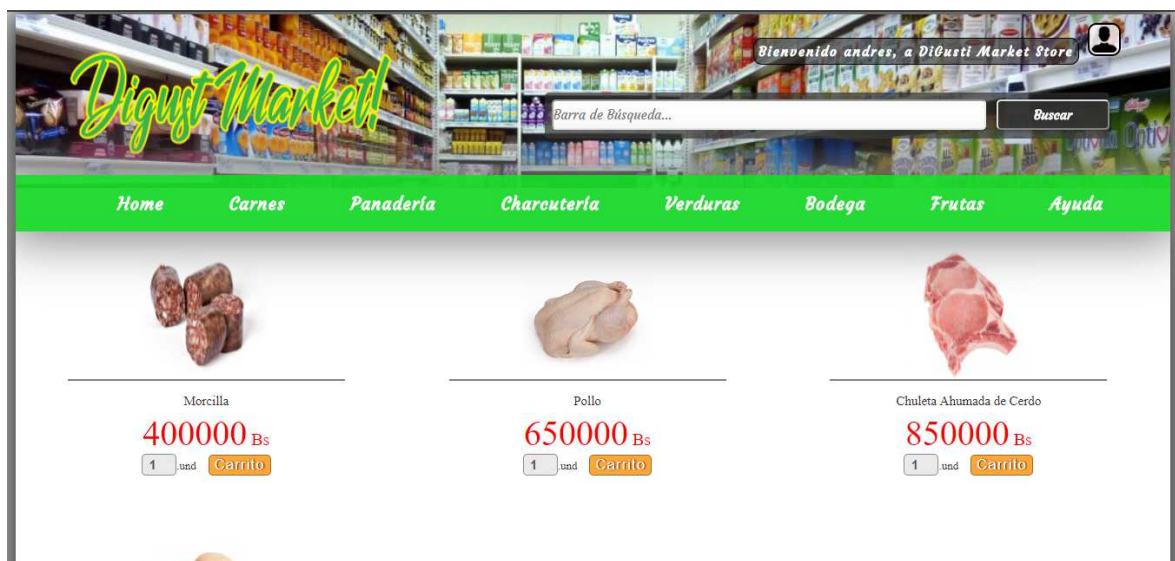 Bienvenido andres, a DiGusti Market Store
Digust Market!
Barra de Búsqueda...
Buscar
Home Carnes Panadería Charcutería Verduras Bodega Frutas Ayuda
Morcilla
400000 Bs
1 .und Carrito
Pollo
650000 Bs
1 .und Carrito
Chuleta Ahumada de Cerdo
850000 Bs
1 .und Carrito